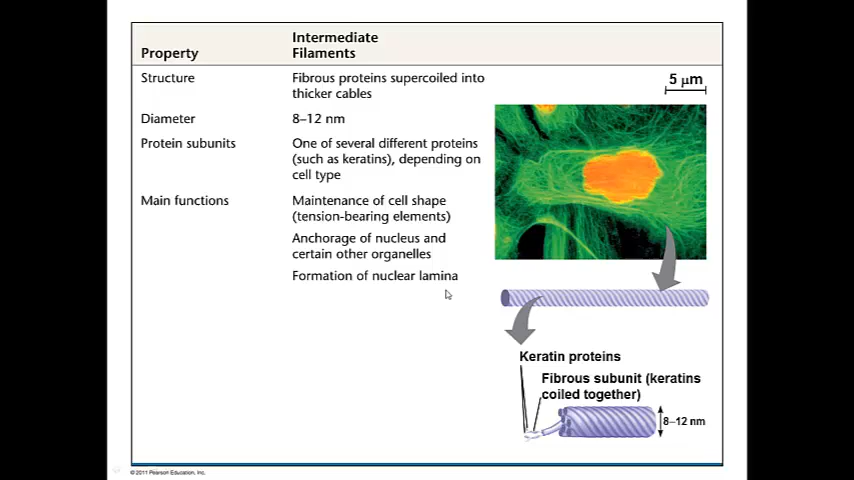 Intermediate
Property Filaments
Structure Fibrous proteins supercoiled into
thicker cables
Diameter 8–12 nm
Protein subunits One of several different proteins
(such as keratins), depending on
cell type
Main functions Maintenance of cell shape
(tension-bearing elements)
Anchorage of nucleus and
certain other organelles
Formation of nuclear lamina
5 µm
Keratin proteins
Fibrous subunit (keratins
coiled together)
8–12 nm
© 2011 Pearson Education, Inc.